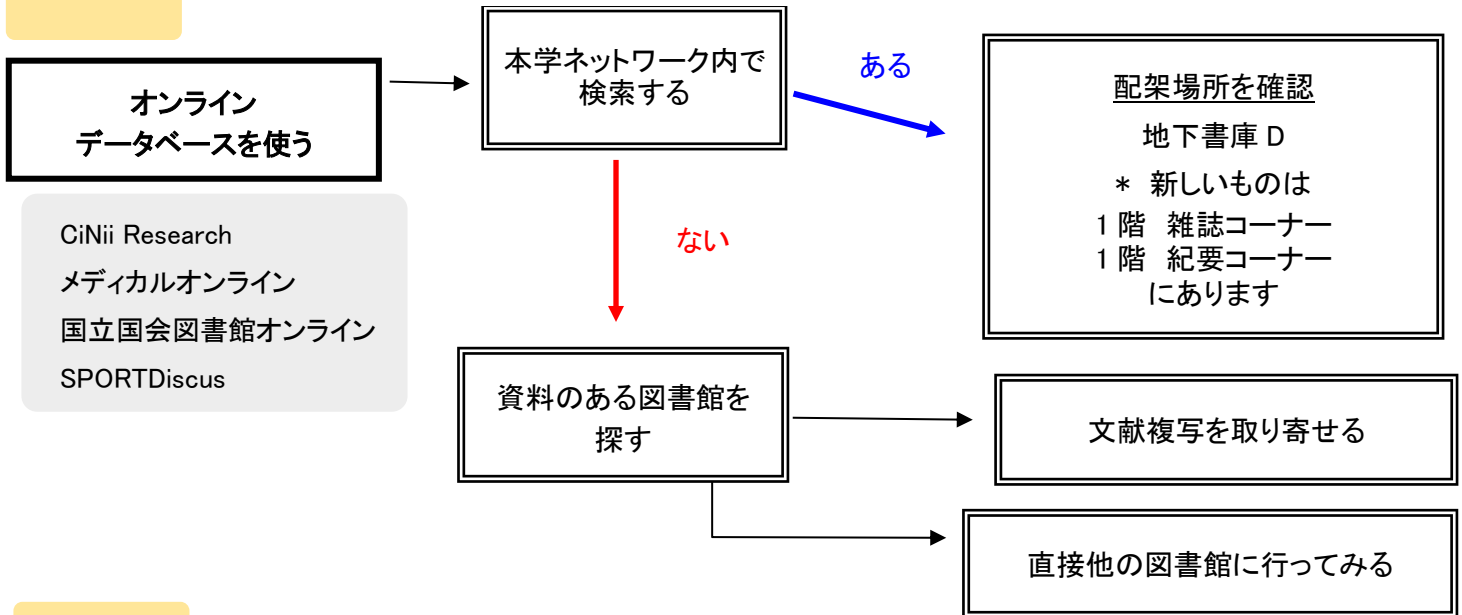 オンライン
データベースを使う
CiNii Research
メディカルオンライン
国立国会図書館オンライン
SPORTDiscus
本学ネットワーク内で
検索する
ある
配架場所を確認
地下書庫 D
* 新しいものは
1 階 雑誌コーナー
1 階 紀要コーナー
にあります
ない
資料のある図書館を
探す
文献複写を取り寄せる
直接他の図書館に行ってみる